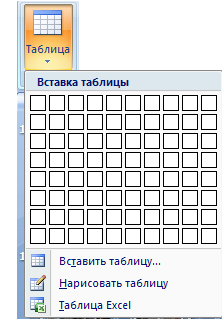 Таблица
Вставка таблицы
Вставить таблицу...
Нарисовать таблицу
Таблица Excel